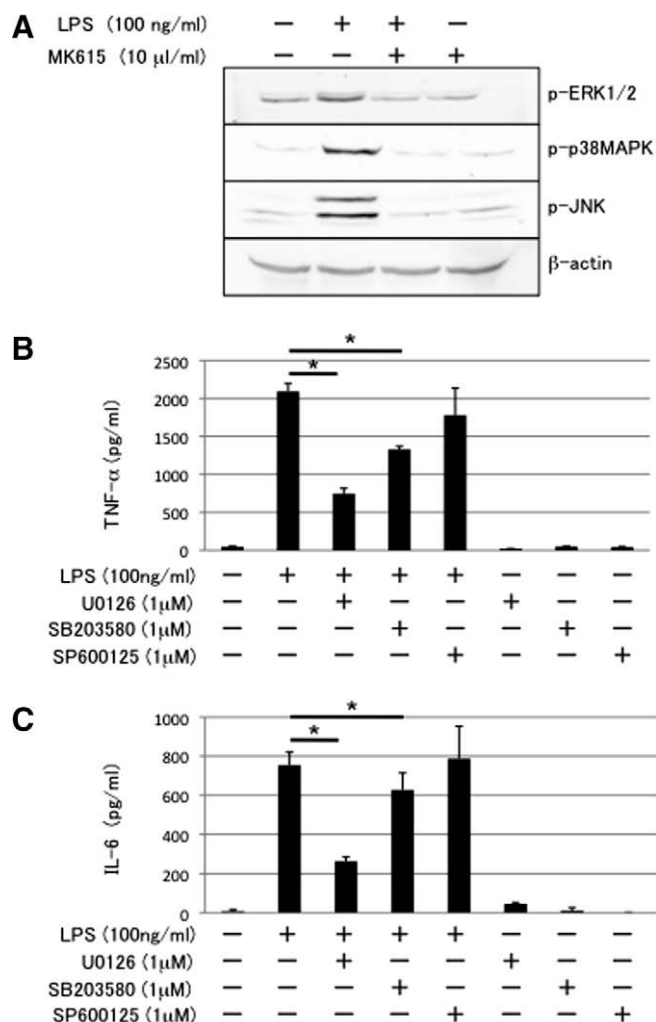 A
LPS (100 ng/ml) − + + −
MK615 (10 μl/ml) − − + +
p-ERK1/2
p-p38MAPK
p-JNK
β-actin
B
*
*
2500
2000
1500
1000
500
0
TNF-α (pg/ml)
LPS (100ng/ml) − + + + + − − −
U0126 (1μM) − − + − − + − −
SB203580 (1μM) − − − + − − + −
SP600125 (1μM) − − − − + − − +
C
*
*
1000
800
600
400
200
0
IL-6 (pg/ml)
LPS (100ng/ml) − + + + + − − −
U0126 (1μM) − − + − − + − −
SB203580 (1μM) − − − + − − + −
SP600125 (1μM) − − − − + − − +